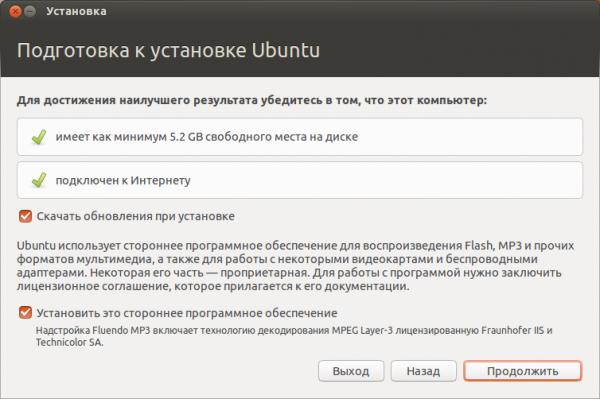 Установка
Подготовка к установке Ubuntu
Для достижения наилучшего результата убедитесь в том, что этот компьютер:
имеет как минимум 5.2 GB свободного места на диске
подключен к Интернету
Скачать обновления при установке
Ubuntu использует стороннее программное обеспечение для воспроизведения Flash, MP3 и прочих
форматов мультимедиа, а также для работы с некоторыми видеокартами и беспроводными
адаптерами. Некоторая его часть — проприетарная. Для работы с программой нужно заключить
лицензионное соглашение, которое прилагается к его документации.
Установить это стороннее программное обеспечение
Надстройка Fluendo MP3 включает технологию декодирования MPEG Layer-3 лицензированную Fraunhofer IIS и
Technicolor SA.
Выход
Назад
Продолжить